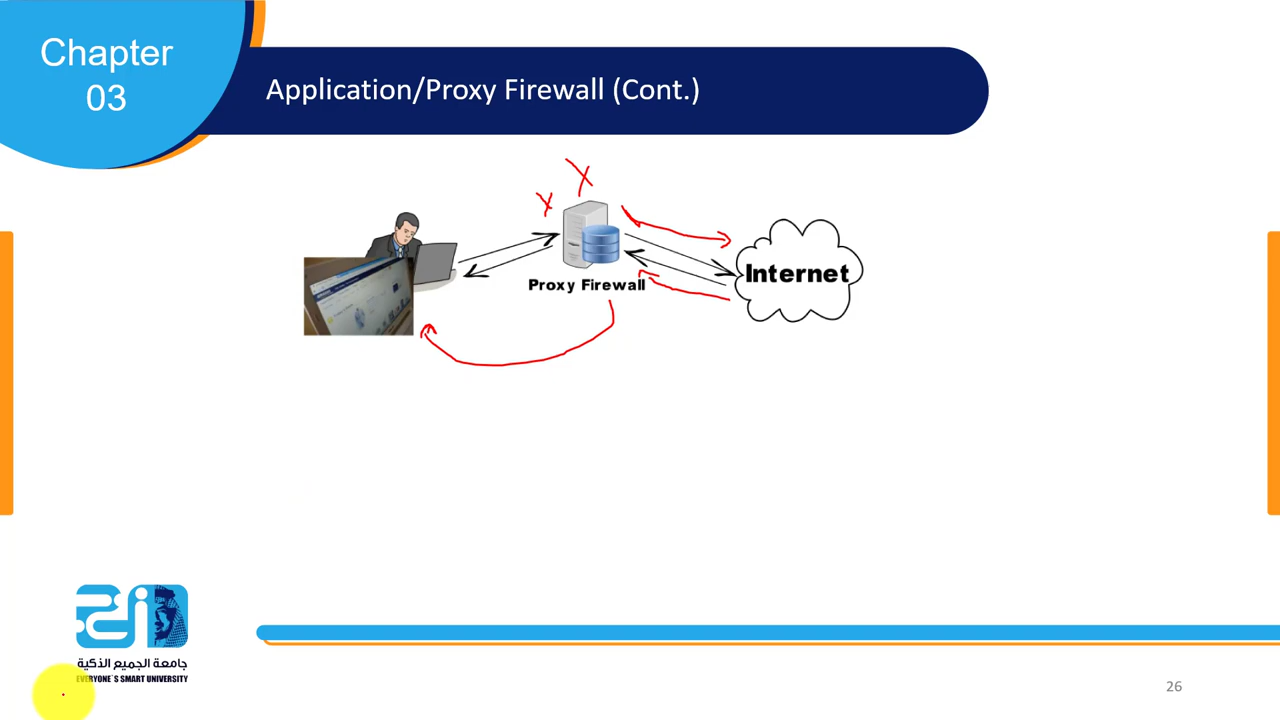 Chapter
03
Application/Proxy Firewall (Cont.)
X
X
Proxy Firewall
Internet
جامعة الجميع الذكية
EVERYONE`S SMART UNIVERSITY
26